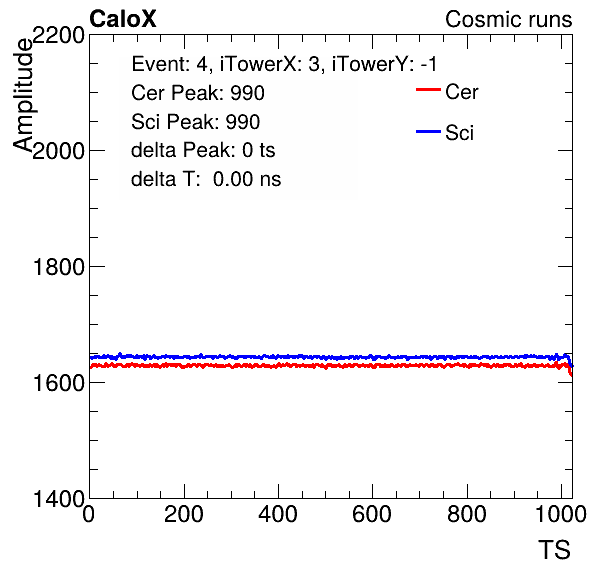 CaloX Cosmic runs
Amplitude
2200
2000
1800
1600
1400
Event: 4, iTowerX: 3, iTowerY: -1
Cer Peak: 990
Sci Peak: 990
delta Peak: 0 ts
delta T: 0.00 ns
Cer
Sci
0 200 400 600 800 1000
TS